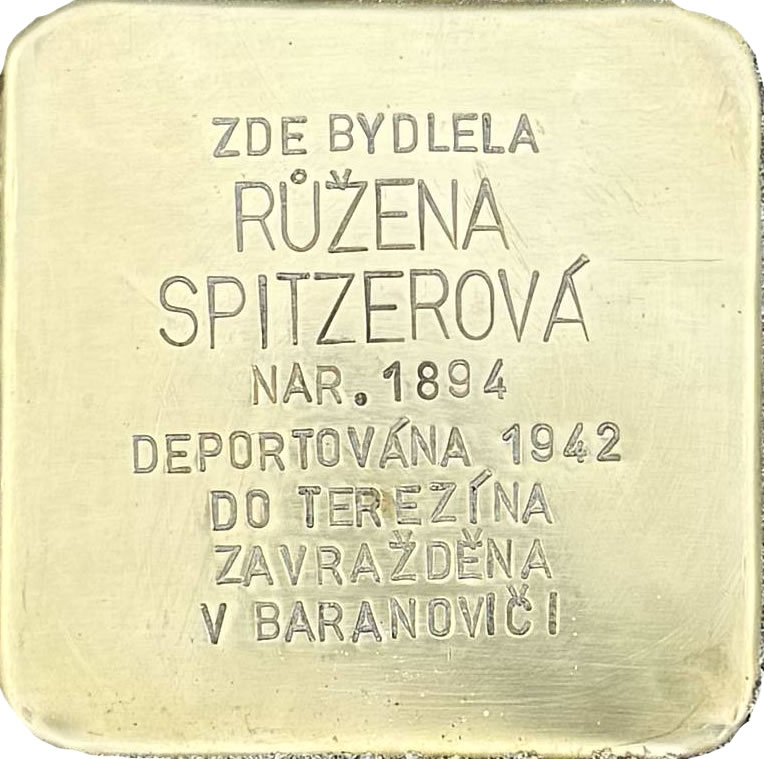 ZDE BYDLELA
RŮŽENA
SPITZEROVÁ
NAR. 1894
DEPORTOVÁNA 1942
DO TEREZÍNA
ZAVRAŽDĚNA
V BARANOVIČI